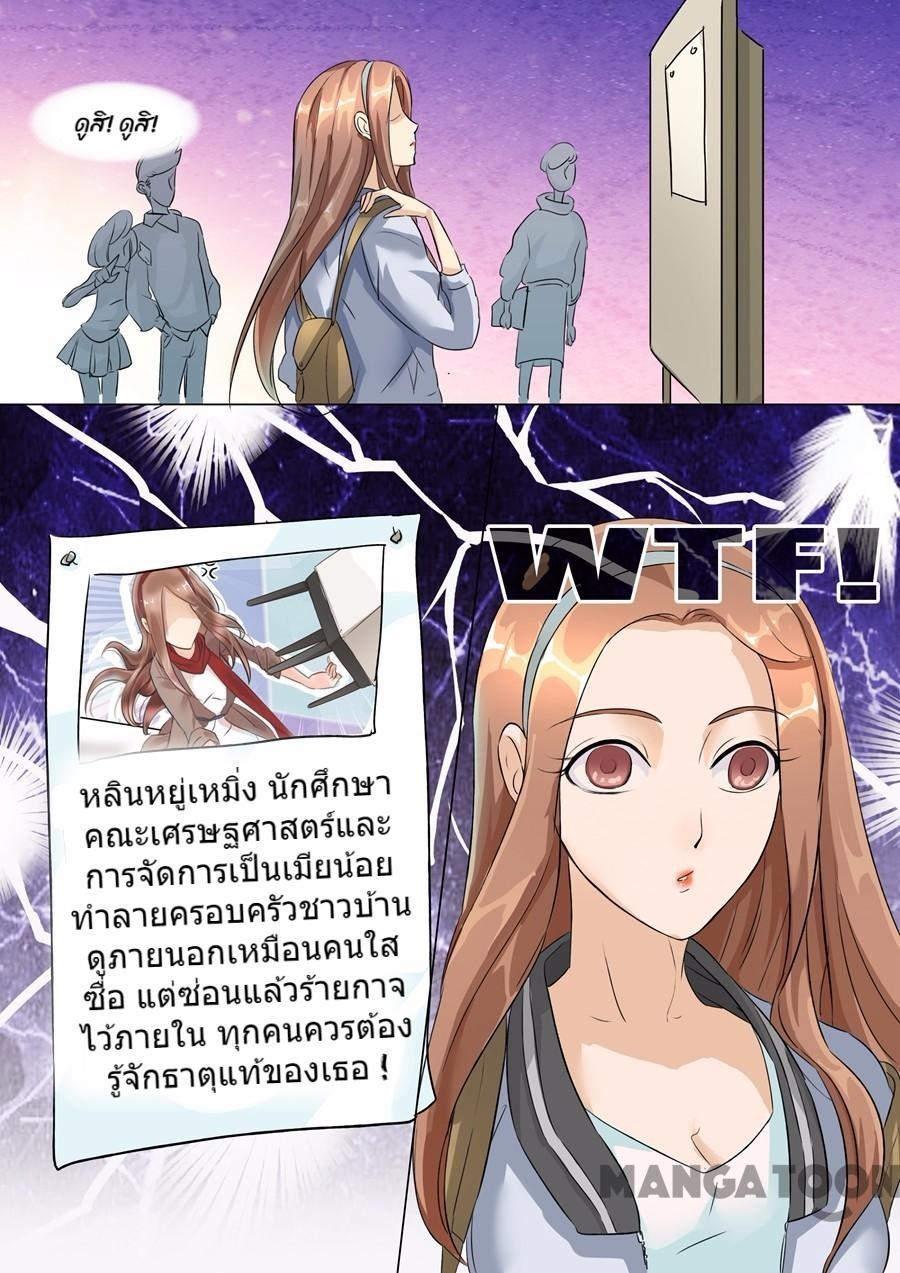 ดูสิ! ดูสิ!
WTF!
หลินหยู่เหมิ่ง นักศึกษา
คณะเศรษฐศาสตร์และ
การจัดการเป็นเมียน้อย
ทำลายครอบครัวชาวบ้าน
ดูภายนอกเหมือนคนใส
ซื่อ แต่ซ่อนแล้วร้ายกาจ
ไว้ภายใน ทุกคนควรต้อง
รู้จักธาตุแท้ของเธอ !
MANGATOON